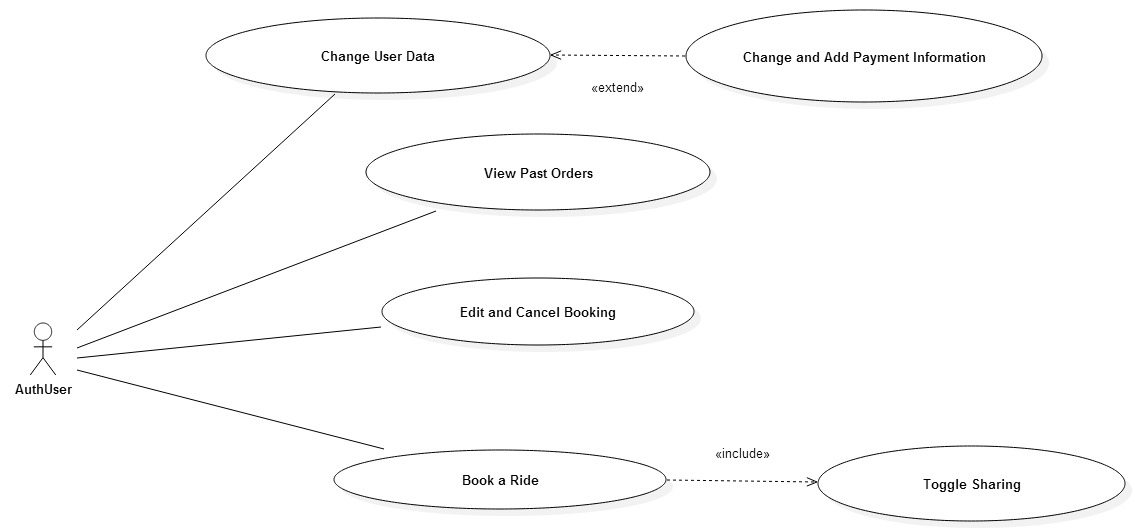 Change User Data
Change and Add Payment Information
«extend»
View Past Orders
Edit and Cancel Booking
AuthUser
«include»
Book a Ride
Toggle Sharing